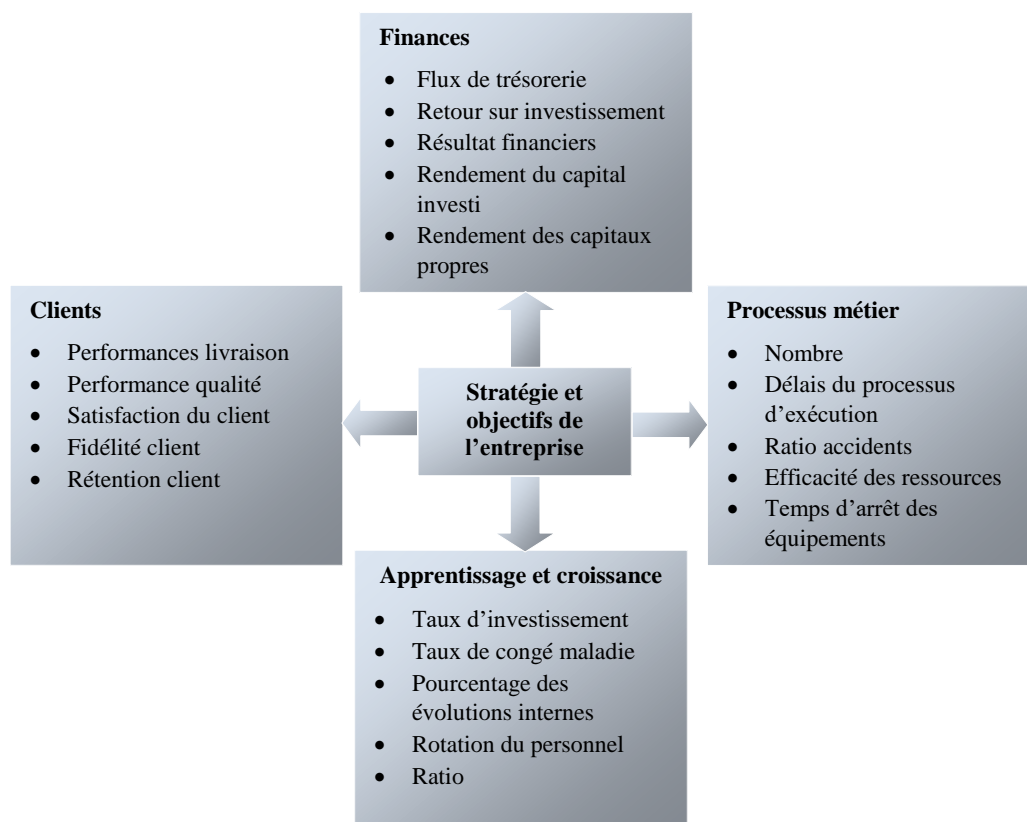 Finances
• Flux de trésorerie
• Retour sur investissement
• Résultat financiers
• Rendement du capital
investi
• Rendement des capitaux
propres
Clients
• Performances livraison
• Performance qualité
• Satisfaction du client
• Fidélité client
• Rétention client
Stratégie et
objectifs de
l’entreprise
Processus métier
• Nombre
• Délais du processus
d’exécution
• Ratio accidents
• Efficacité des ressources
• Temps d’arrêt des
équipements
Apprentissage et croissance
• Taux d’investissement
• Taux de congé maladie
• Pourcentage des
évolutions internes
• Rotation du personnel
• Ratio